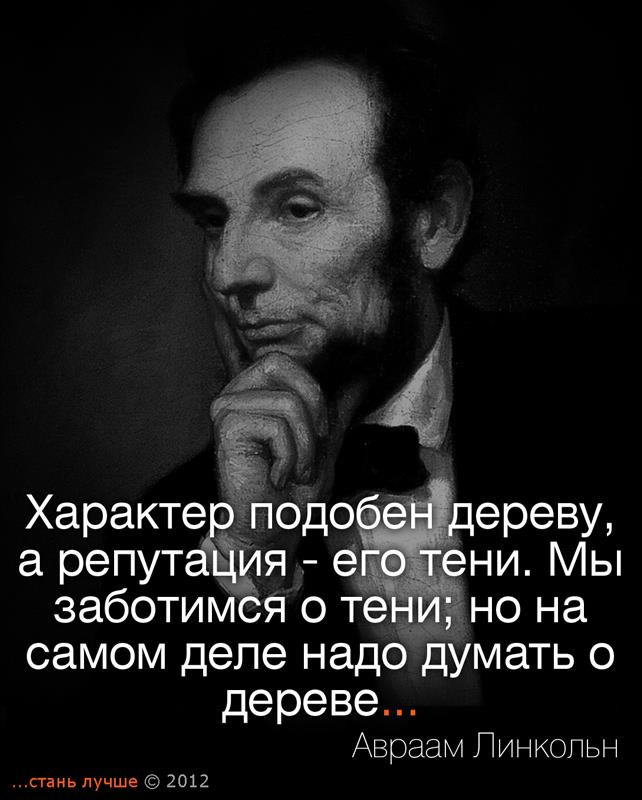 Характер подобен дереву,
а репутация - его тени. Мы
заботимся о тени; но на
самом деле надо думать о
дереве...
Авраам Линкольн
...стань лучше © 2012